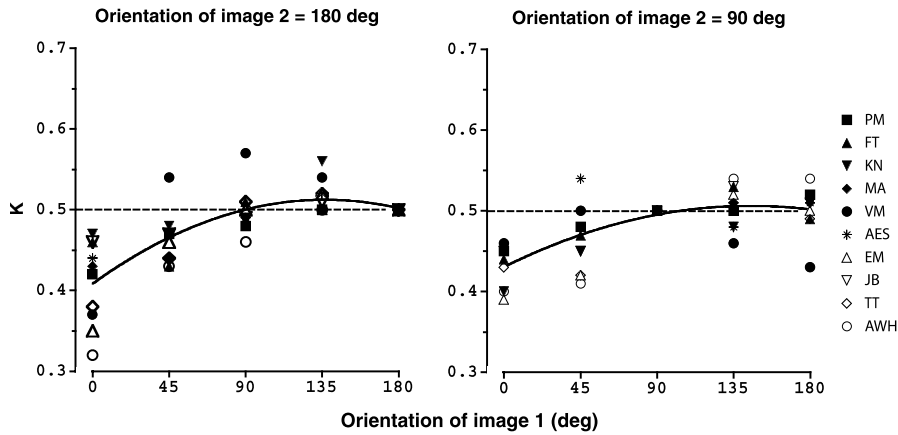 Orientation of image 2 = 180 deg
Orientation of image 2 = 90 deg
K
0.7
0.6
0.5
0.4
0.3
0 45 90 135 180
0.7
0.6
0.5
0.4
0.3
0 45 90 135 180
PM
FT
KN
MA
VM
AES
EM
JB
TT
AWH
Orientation of image 1 (deg)